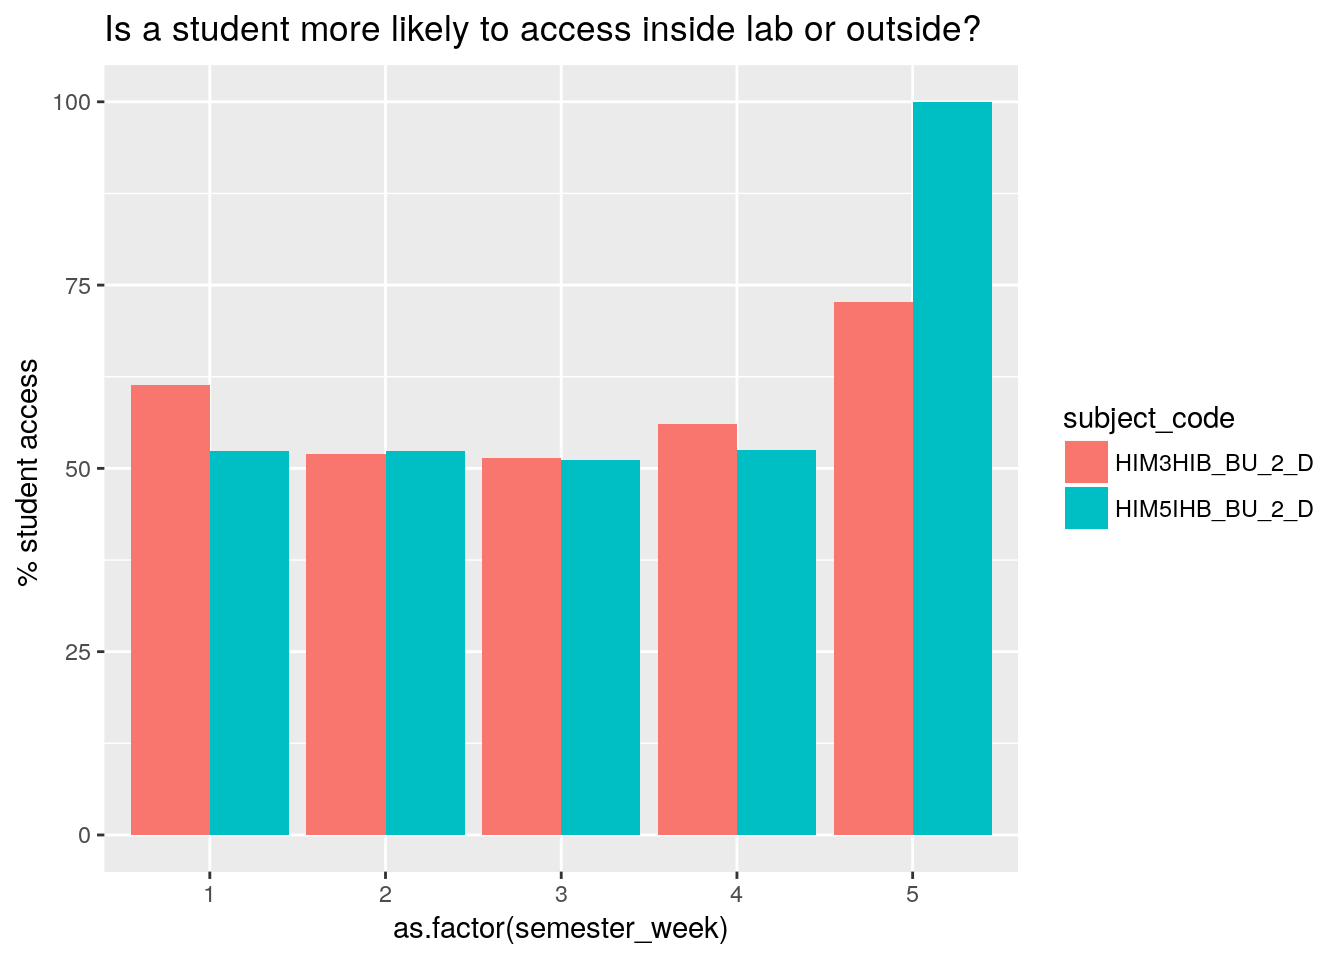 Is a student more likely to access inside lab or outside?
% student access
100
75
50
25
0
1 2 3 4 5
as.factor(semester_week)
subject_code
HIM3HIB_BU_2_D
HIM5IHB_BU_2_D